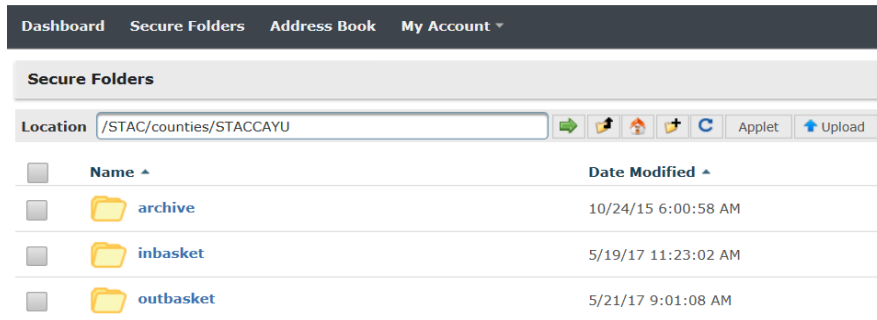 Dashboard Secure Folders Address Book My Account
Secure Folders
Location /STAC/counties/STACCAYU Applet Upload
Name Date Modified
archive 10/24/15 6:00:58 AM
inbasket 5/19/17 11:23:02 AM
outbasket 5/21/17 9:01:08 AM